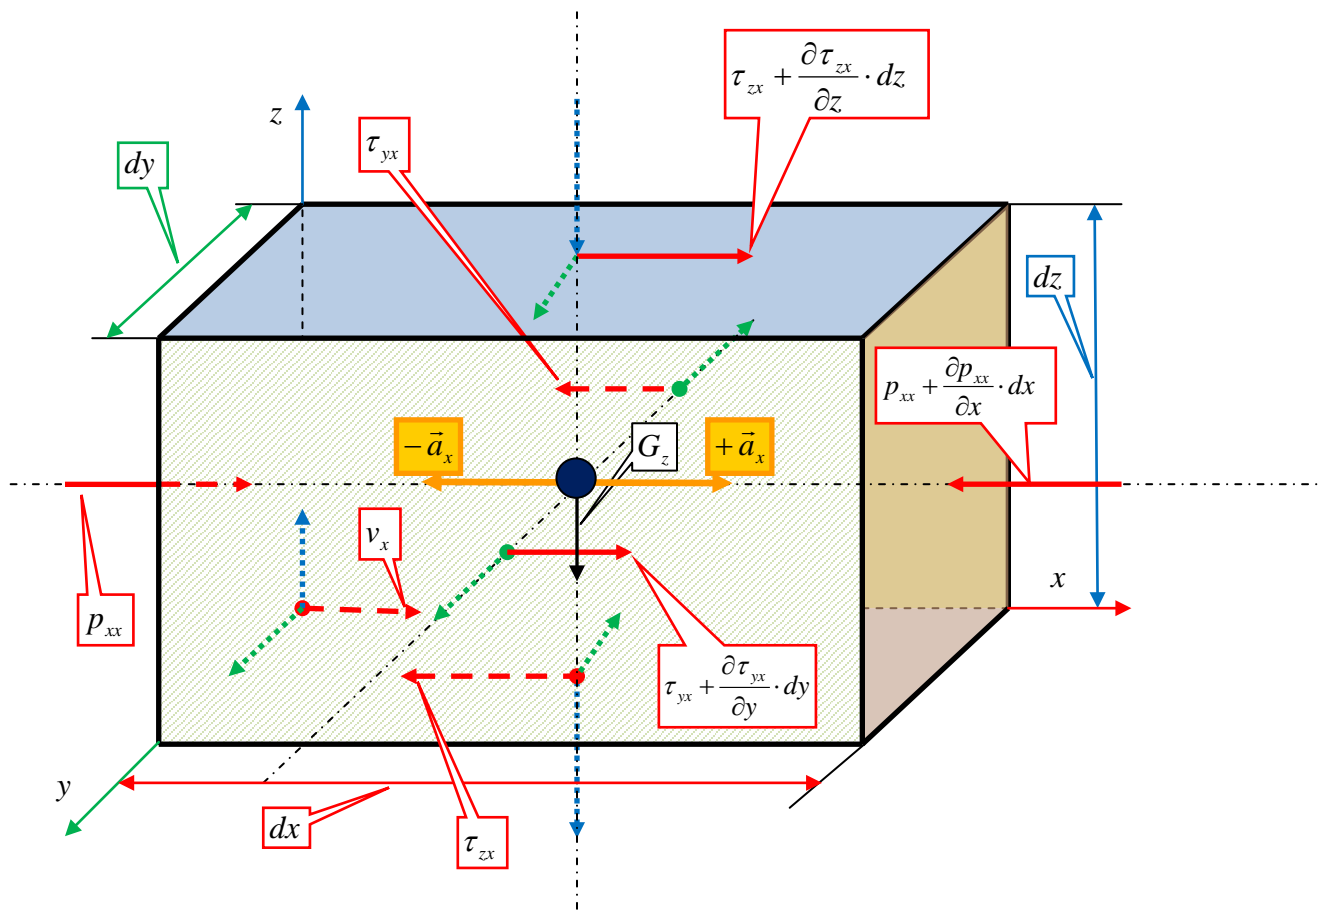 τ_zx + ∂τ_zx/∂z · dz
z
τ_yx
dy
dz
p_xx + ∂p_xx/∂x · dx
−a⃗_x
G_z
+a⃗_x
v_x
x
p_xx
τ_yx + ∂τ_yx/∂y · dy
y
dx
τ_zx